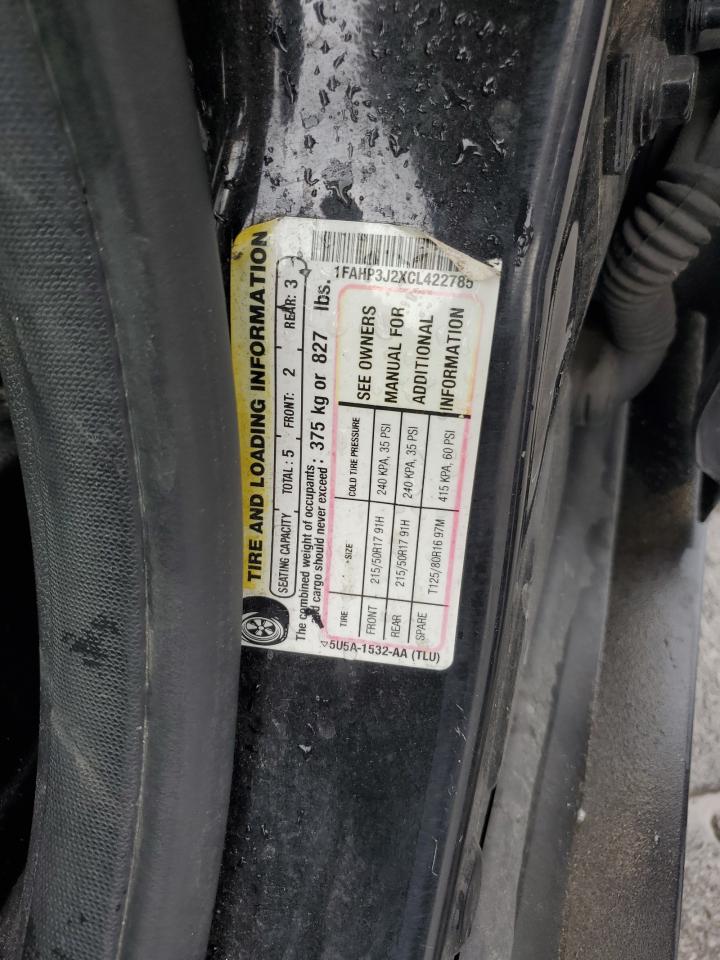 TIRE AND LOADING INFORMATION
SEATING CAPACITY TOTAL: 5 FRONT: 2 REAR: 3
The combined weight of occupants
and cargo should never exceed: 375 kg or 827 lbs.
1FAHP3J2XCL422785
TIRE *SIZE COLD TIRE PRESSURE
FRONT 215/50R17 91H 240 KPA, 35 PSI
REAR 215/50R17 91H 240 KPA, 35 PSI
SPARE T125/80R16 97M 415 KPA, 60 PSI
SEE OWNERS
MANUAL FOR
ADDITIONAL
INFORMATION
5U5A-1532-AA (TLU)